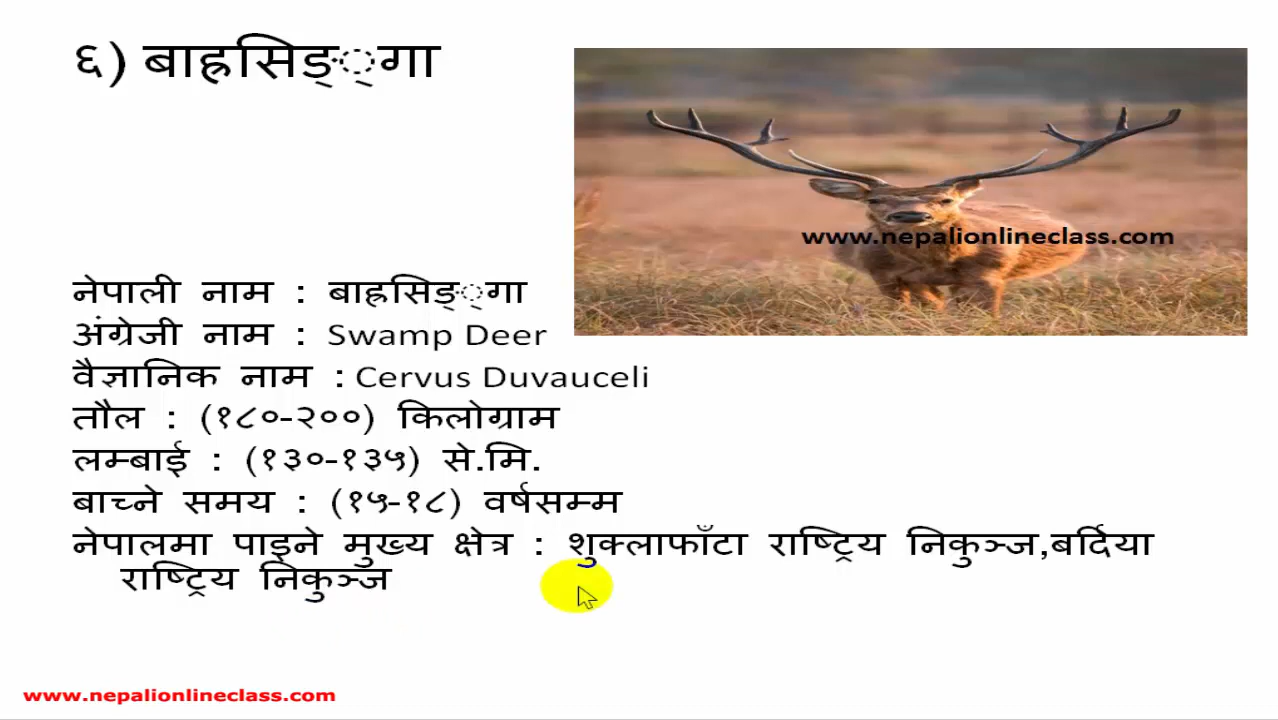 ६) बाह्रसिङ््गा
www.nepalionlineclass.com
नेपाली नाम : बाह्रसिङ््गा
अंग्रेजी नाम : Swamp Deer
वैज्ञानिक नाम : Cervus Duvauceli
तौल : (१८०-२००) किलोग्राम
लम्बाई : (१३०-१३५) से.मि.
बाच्ने समय : (१५-१८) वर्षसम्म
नेपालमा पाइने मुख्य क्षेत्र : शुक्लाफाँटा राष्ट्रिय निकुञ्ज,बर्दिया
राष्ट्रिय निकुञ्ज
www.nepalionlineclass.com